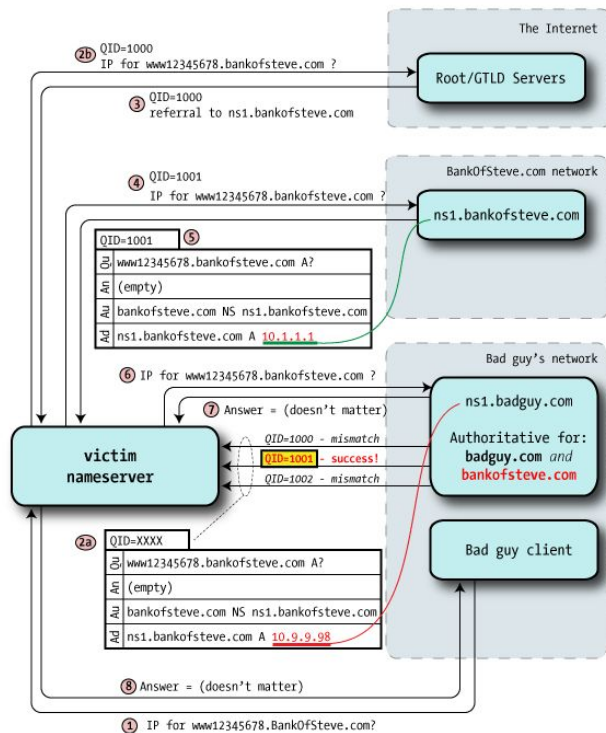 The Internet
2b QID=1000
IP for www12345678.bankofsteve.com ?
Root/GTLD Servers
3 QID=1000
referral to ns1.bankofsteve.com
BankOfSteve.com network
4 QID=1001
IP for www12345678.bankofsteve.com ?
ns1.bankofsteve.com
QID=1001 5
Qu www12345678.bankofsteve.com A?
An (empty)
Au bankofsteve.com NS ns1.bankofsteve.com
Ad ns1.bankofsteve.com A 10.1.1.1
Bad guy's network
6 IP for www12345678.bankofsteve.com ?
7 Answer = (doesn't matter)
ns1.badguy.com
Authoritative for:
badguy.com and
bankofsteve.com
victim
nameserver
QID=1000 - mismatch
QID=1001 - success!
QID=1002 - mismatch
2a QID=XXXX
Qu www12345678.bankofsteve.com A?
An (empty)
Au bankofsteve.com NS ns1.bankofsteve.com
Ad ns1.bankofsteve.com A 10.9.9.98
Bad guy client
8 Answer = (doesn't matter)
1 IP for www12345678.BankOfSteve.com?